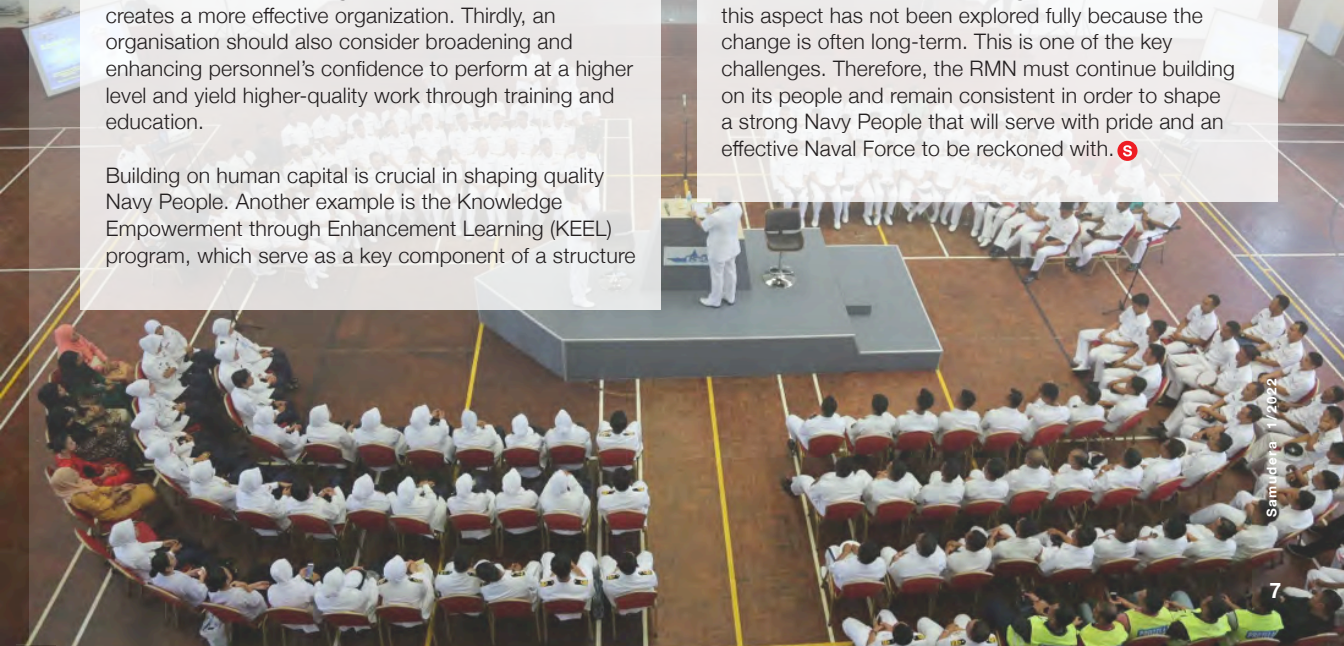 creates a more effective organization. Thirdly, an
organisation should also consider broadening and
enhancing personnel's confidence to perform at a higher
level and yield higher-quality work through training and
education.
Building on human capital is crucial in shaping quality
Navy People. Another example is the Knowledge
Empowerment through Enhancement Learning (KEEL)
program, which serve as a key component of a structure
this aspect has not been explored fully because the
change is often long-term. This is one of the key
challenges. Therefore, the RMN must continue building
on its people and remain consistent in order to shape
a strong Navy People that will serve with pride and an
effective Naval Force to be reckoned with. S
Samudera | 1/2022
7